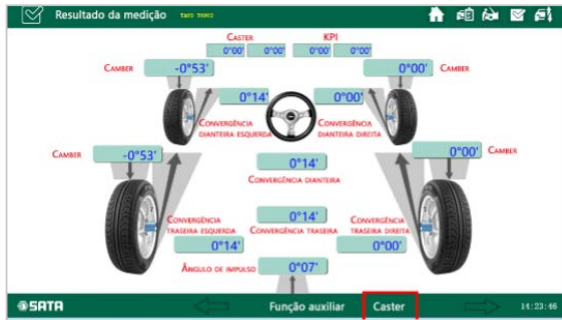 Resultado da medição
CASTER KPI
0°00' 0°00' 0°00' 0°00'
CAMBER -0°53' 0°00' CAMBER
0°14' 0°00'
CONVERGÊNCIA DIANTEIRA ESQUERDA
CONVERGÊNCIA DIANTEIRA DIREITA
CAMBER -0°53' 0°00' CAMBER
0°14'
CONVERGÊNCIA DIANTEIRA
0°14'
CONVERGÊNCIA TRASEIRA ESQUERDA
CONVERGÊNCIA TRASEIRA
CONVERGÊNCIA TRASEIRA DIREITA
0°14' 0°00'
ÂNGULO DE IMPULSO 0°07'
SATA Função auxiliar Caster 14:23:46